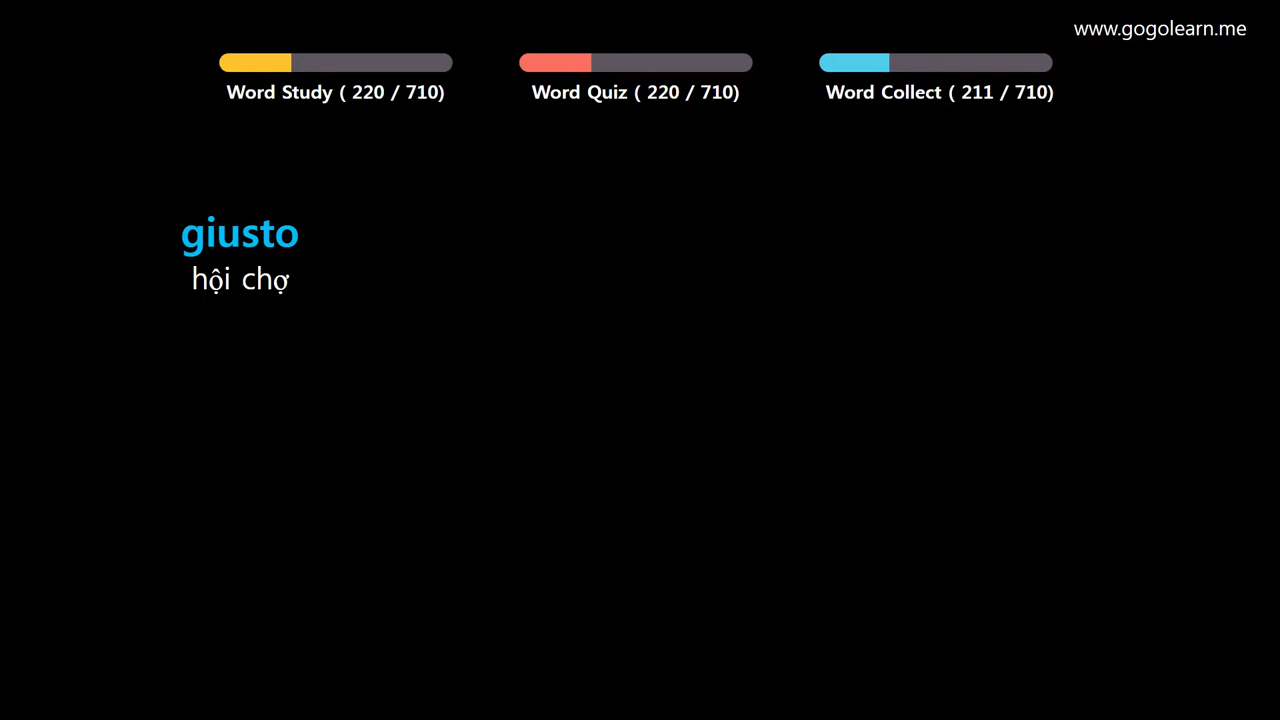 www.gogolearn.me
Word Study ( 220 / 710)
Word Quiz ( 220 / 710)
Word Collect ( 211 / 710)
giusto
hội chợ